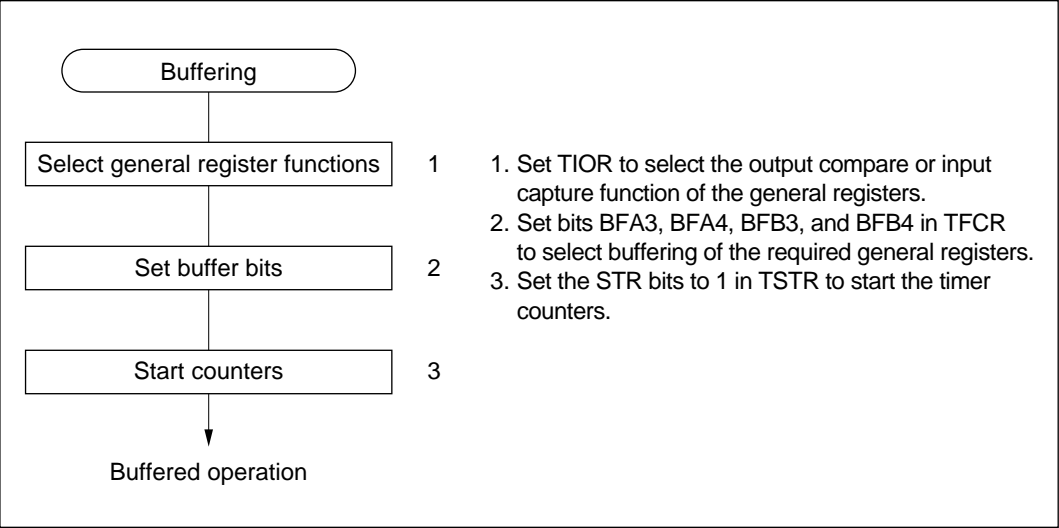 Buffering
Select general register functions
1
Set buffer bits
2
Start counters
3
Buffered operation
1. Set TIOR to select the output compare or input
capture function of the general registers.
2. Set bits BFA3, BFA4, BFB3, and BFB4 in TFCR
to select buffering of the required general registers.
3. Set the STR bits to 1 in TSTR to start the timer
counters.